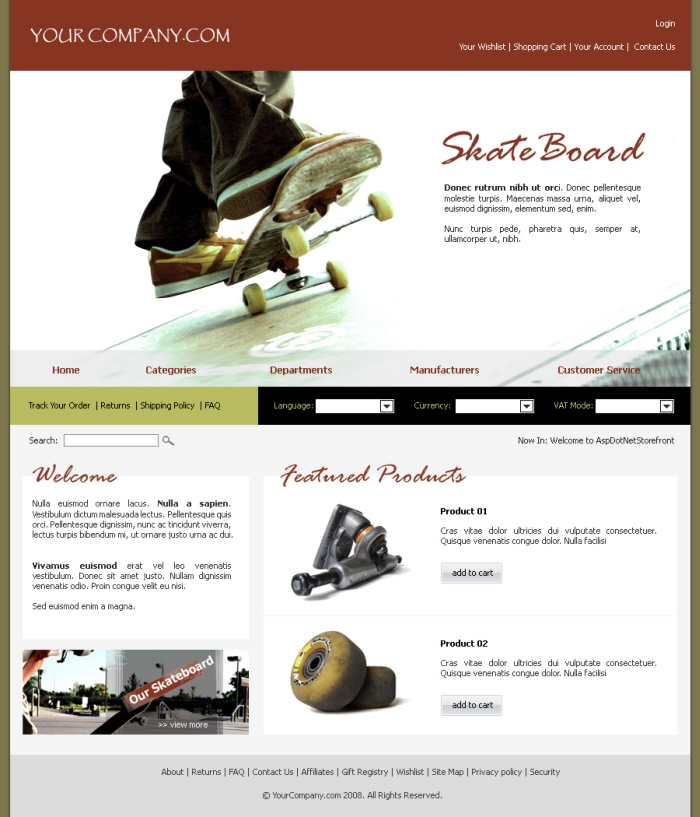 YOUR COMPANY.COM
Login
Your Wishlist | Shopping Cart | Your Account | Contact Us
SkateBoard
Donec rutrum nibh ut orci. Donec pellentesque
molestie turpis. Maecenas massa urna, aliquet vel,
euismod dignissim, elementum sed, enim.
Nunc turpis pede, pharetra quis, semper at,
ullamcorper ut, nibh.
Home Categories Departments Manufacturers Customer Service
Track Your Order | Returns | Shipping Policy | FAQ
Language: Currency: VAT Mode:
Search:
Now In: Welcome to AspDotNetStorefront
Welcome
Nulla euismod ornare lacus. Nulla a sapien.
Vestibulum dictum malesuada lectus. Pellentesque quis
orci. Pellentesque dignissim, nunc ac tincidunt viverra,
lectus turpis bibendum mi, ut ornare justo urna ac dui.
Vivamus euismod erat vel leo venenatis
vestibulum. Donec sit amet justo. Nullam dignissim
venenatis odio. Proin congue velit eu nisi.
Sed euismod enim a magna.
Our Skateboard
>> view more
Featured Products
Product 01
Cras vitae dolor ultricies dui vulputate consectetuer.
Quisque venenatis congue dolor. Nulla facilisi
add to cart
Product 02
Cras vitae dolor ultricies dui vulputate consectetuer.
Quisque venenatis congue dolor. Nulla facilisi
add to cart
About | Returns | FAQ | Contact Us | Affiliates | Gift Registry | Wishlist | Site Map | Privacy policy | Security
© YourCompany.com 2008. All Rights Reserved.